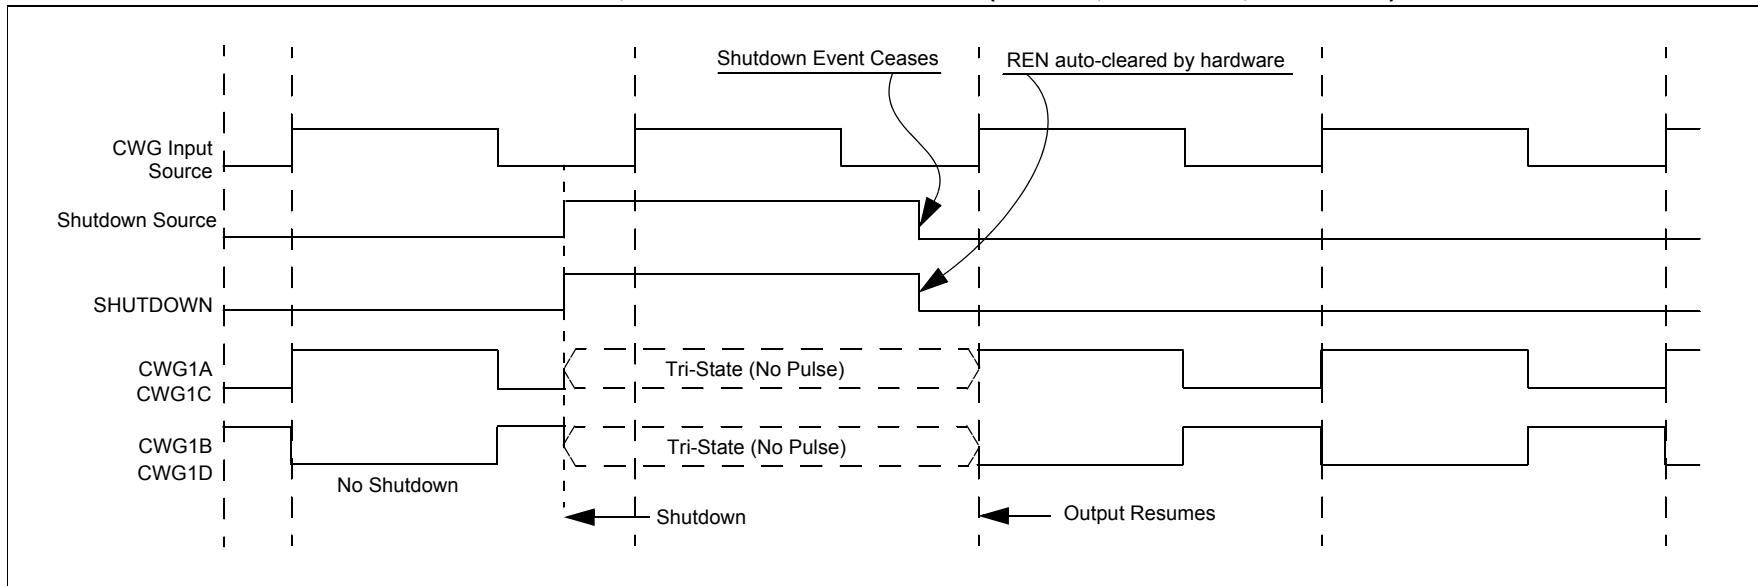 Shutdown Event Ceases
REN auto-cleared by hardware
CWG Input
Source
Shutdown Source
SHUTDOWN
CWG1A
CWG1C
Tri-State (No Pulse)
CWG1B
CWG1D
Tri-State (No Pulse)
No Shutdown
Shutdown
Output Resumes